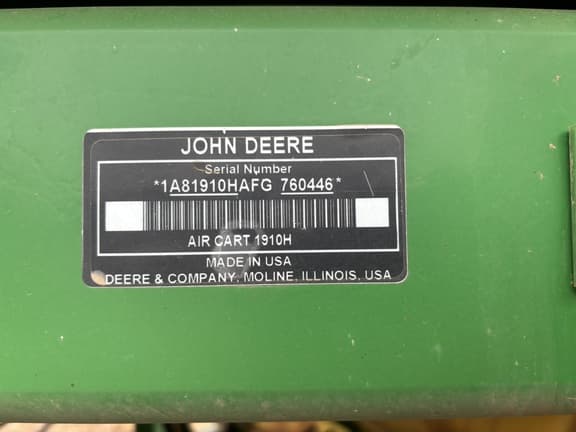 JOHN DEERE
Serial Number
*1A81910HAFG 760446*
AIR CART 1910H
MADE IN USA
DEERE & COMPANY, MOLINE, ILLINOIS, USA